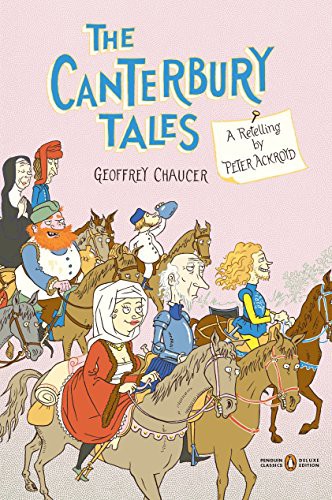 THE
CANTERBURY
TALES
GEOFFREY CHAUCER
A Retelling
by
PETER ACKROYD
PENGUIN
CLASSICS
DELUXE
EDITION